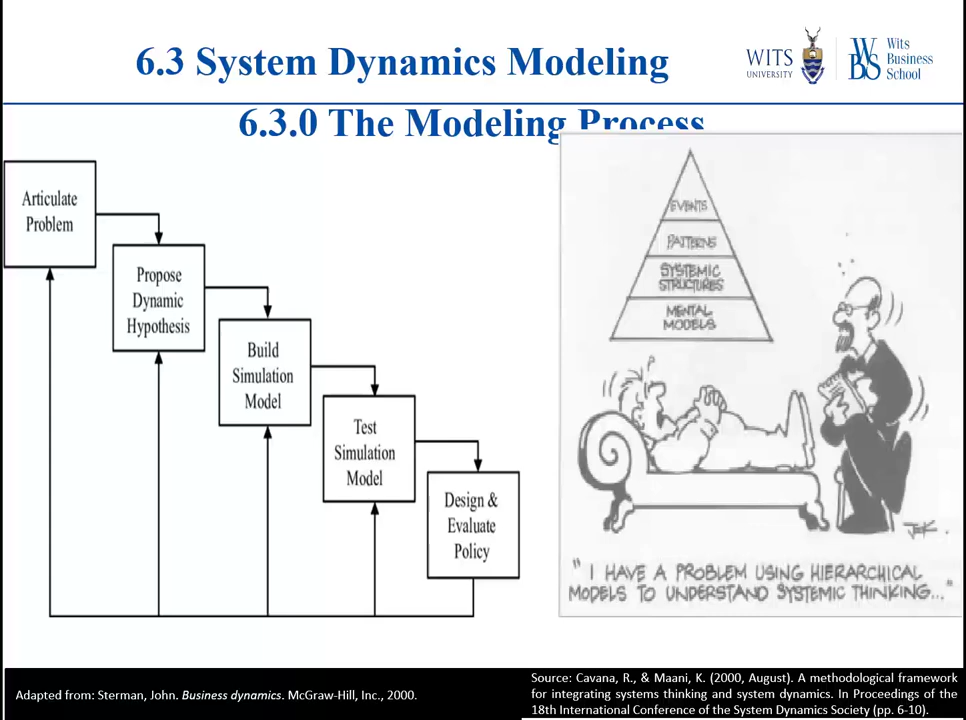 6.3 System Dynamics Modeling
WITS
UNIVERSITY
Wits
Business
School
6.3.0 The Modeling Process
Articulate
Problem
Propose
Dynamic
Hypothesis
Build
Simulation
Model
Test
Simulation
Model
Design &
Evaluate
Policy
EVENTS
PATTERNS
SYSTEMIC
STRUCTURES
MENTAL
MODELS
"I HAVE A PROBLEM USING HIERARCHICAL
MODELS TO UNDERSTAND SYSTEMIC THINKING..."
Adapted from: Sterman, John. Business dynamics. McGraw-Hill, Inc., 2000.
Source: Cavana, R., & Maani, K. (2000, August). A methodological framework
for integrating systems thinking and system dynamics. In Proceedings of the
18th International Conference of the System Dynamics Society (pp. 6-10).